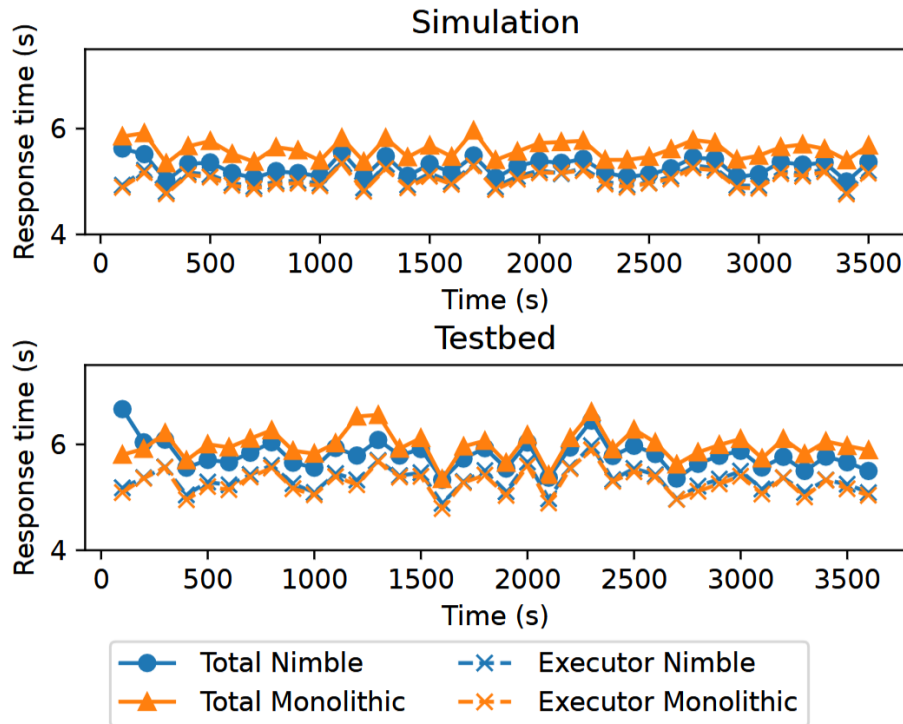 Simulation
Response time (s)
6
4
0 500 1000 1500 2000 2500 3000 3500
Time (s)
Testbed
Response time (s)
6
4
0 500 1000 1500 2000 2500 3000 3500
Time (s)
Total Nimble Executor Nimble
Total Monolithic Executor Monolithic